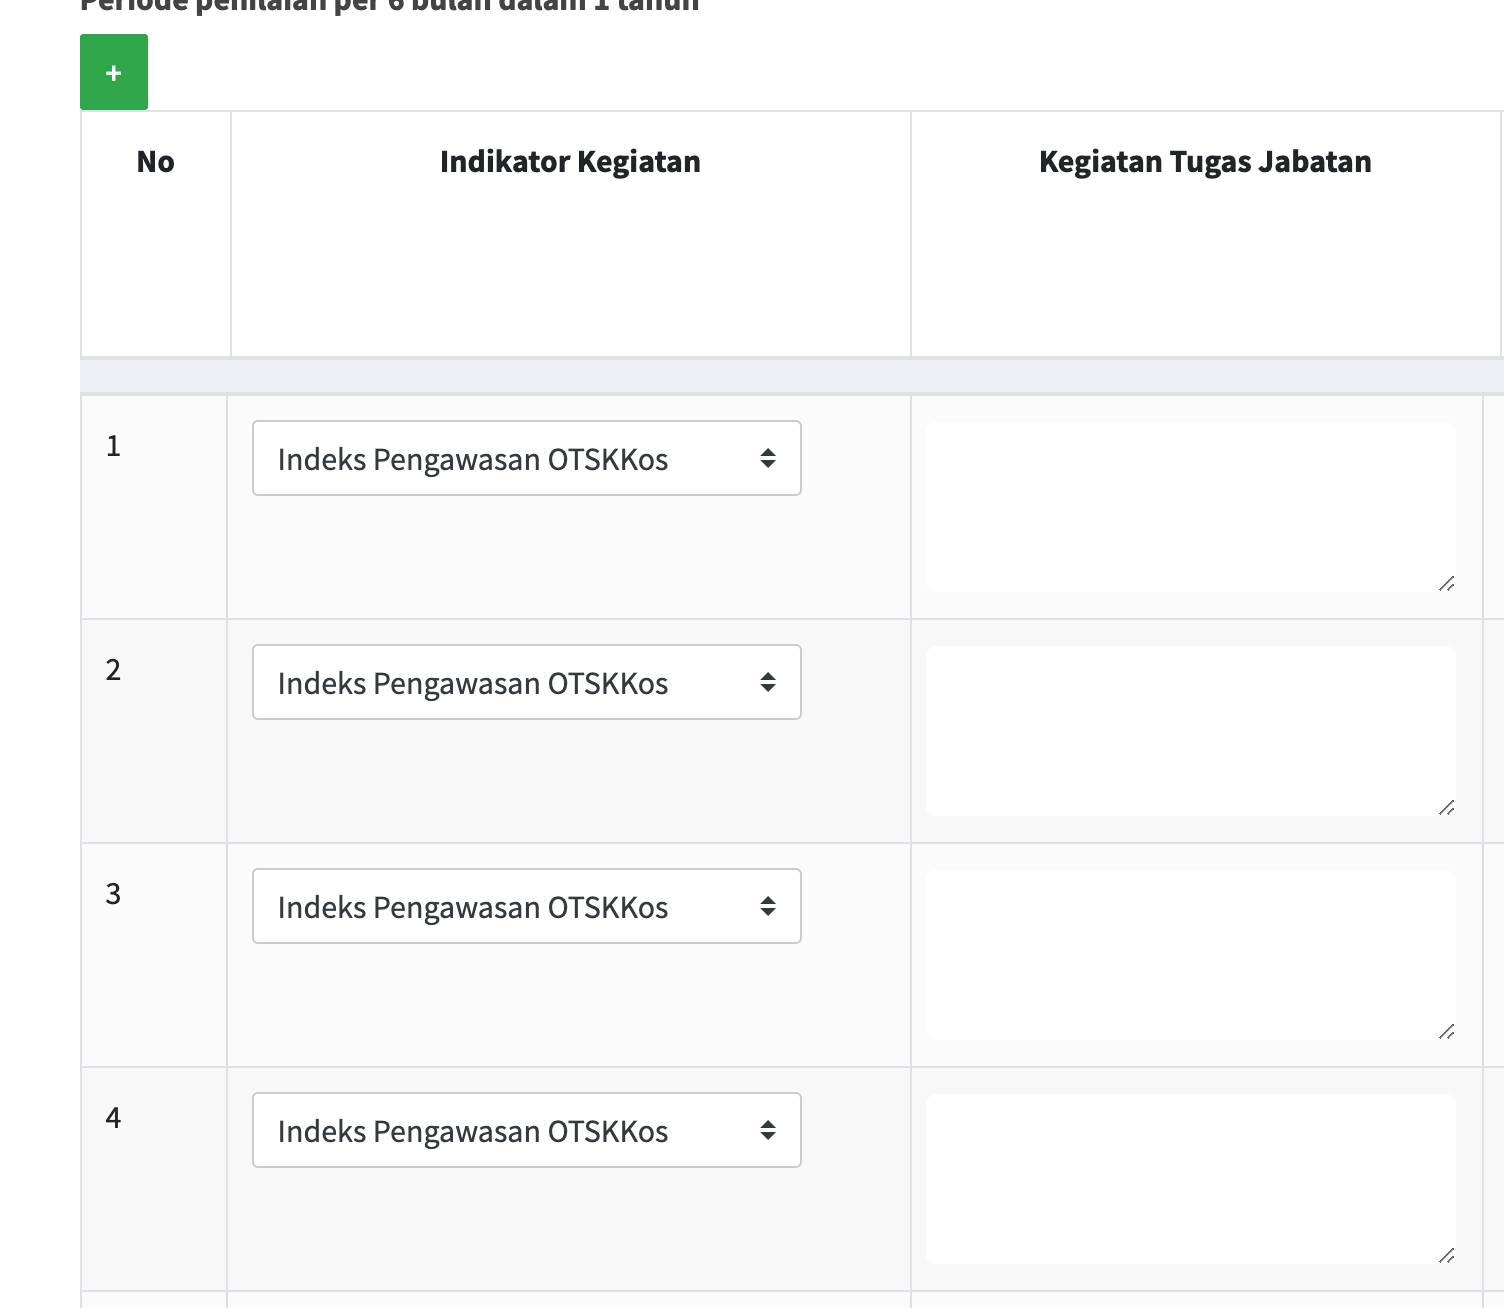 Periode penilaian per 6 bulan dalam 1 tahun
+
No Indikator Kegiatan Kegiatan Tugas Jabatan
1 Indeks Pengawasan OTSKKos
2 Indeks Pengawasan OTSKKos
3 Indeks Pengawasan OTSKKos
4 Indeks Pengawasan OTSKKos